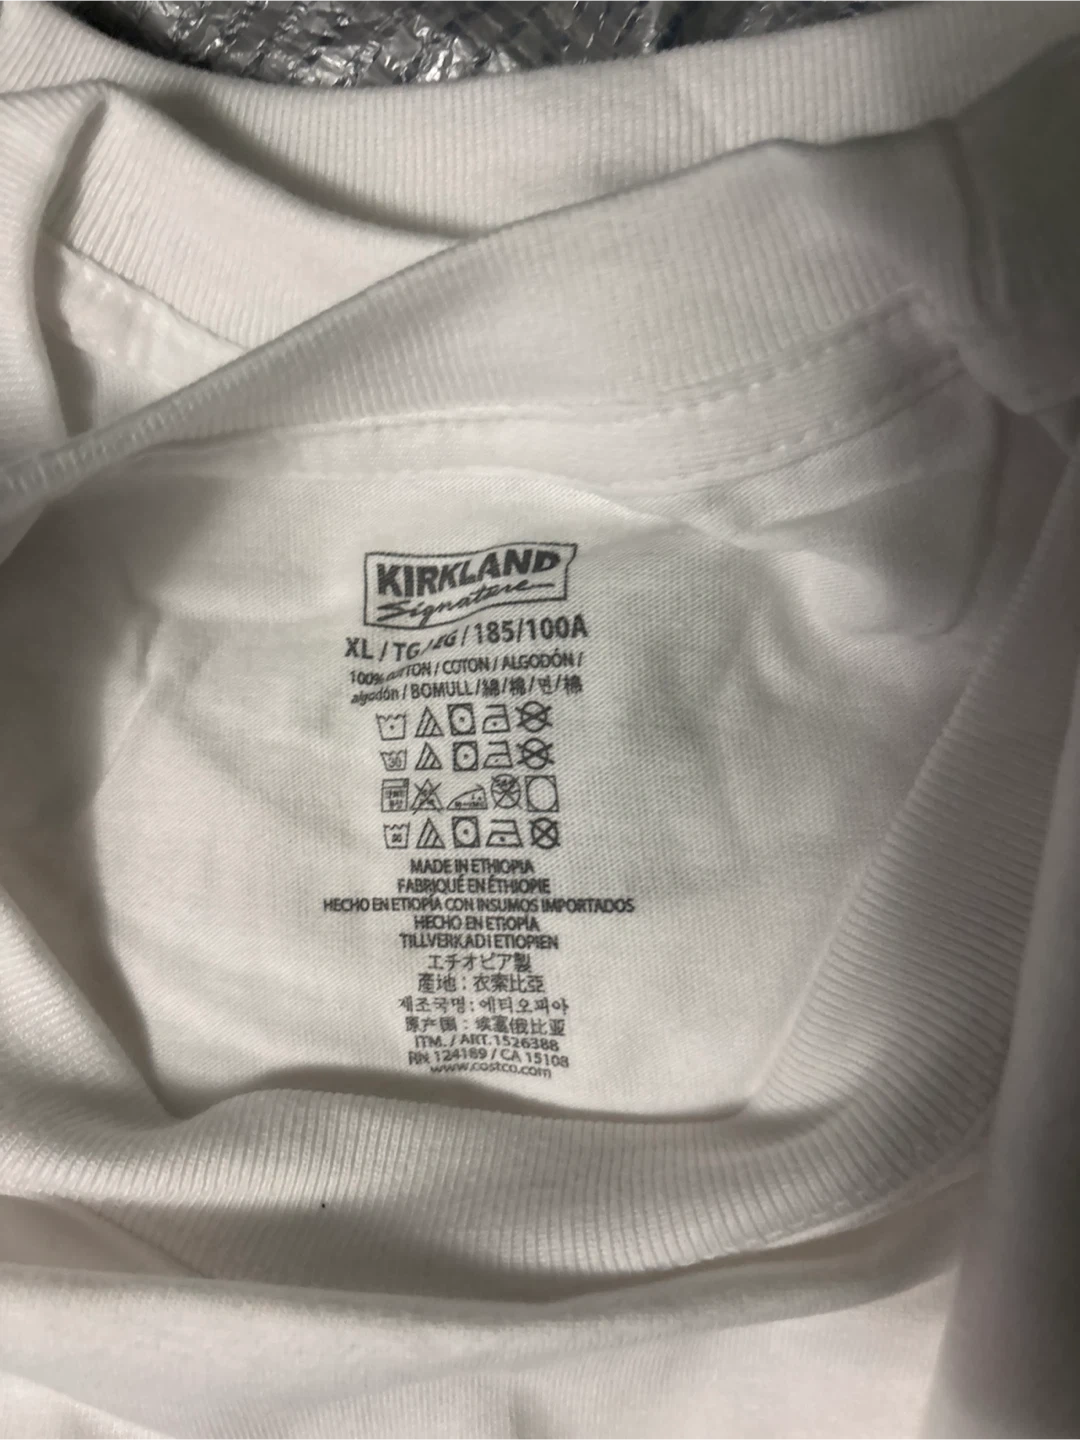 KIRKLAND
Signature
XL / TG / EG / 185/100A
100% COTTON / COTON / ALGODÓN /
algodón / BOMULL / 綿 / 棉 / 면 / 棉
MADE IN ETHIOPIA
FABRIQUÉ EN ÉTHIOPIE
HECHO EN ETIOPÍA CON INSUMOS IMPORTADOS
HECHO EN ETIOPÍA
TILLVERKAD I ETIOPIEN
エチオピア製
產地：衣索比亞
제조국명: 에티오피아
原产国：埃塞俄比亚
ITM. / ART. 1526388
RN 124189 / CA 15108
www.costco.com